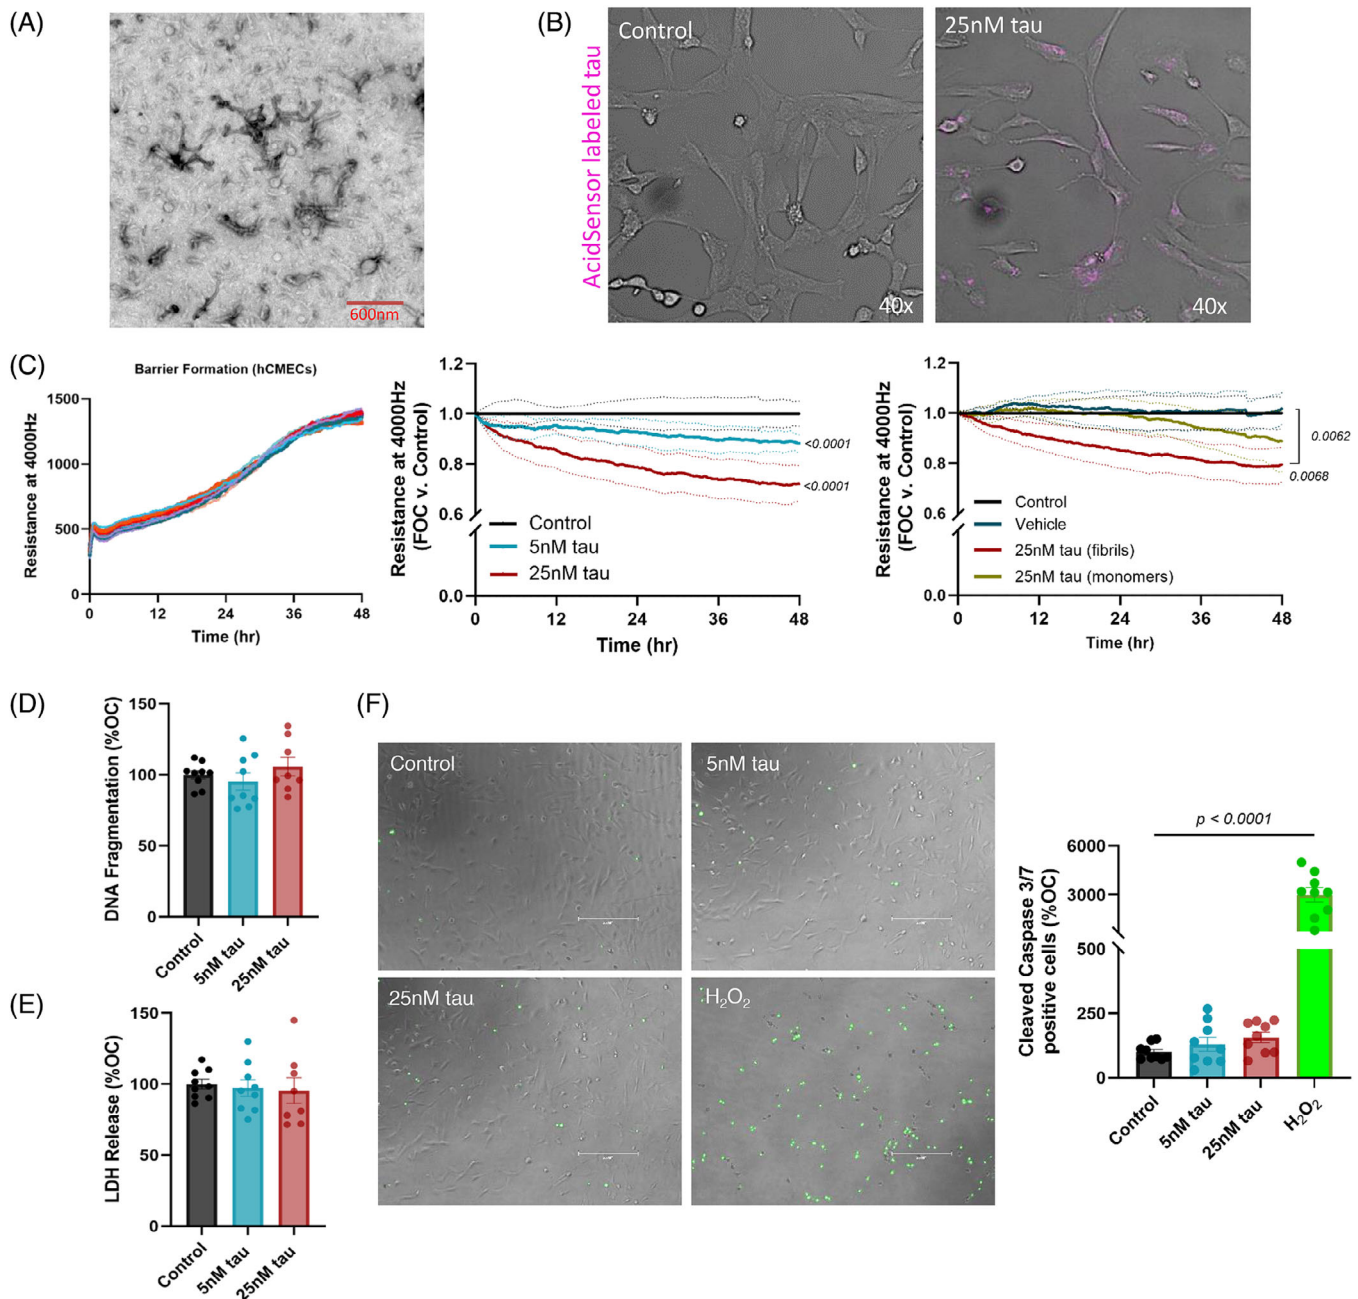 (A)
600nm
(B)
AcidSensor labeled tau
Control
40x
25nM tau
40x
(C)
Barrier Formation (hCMECs)
Resistance at 4000Hz
1500
1000
500
0
0 12 24 36 48
Time (hr)
Resistance at 4000Hz
(FOC v. Control)
1.2
1.0
0.8
0.6
0.0
<0.0001
<0.0001
Control
5nM tau
25nM tau
0 12 24 36 48
Time (hr)
Resistance at 4000Hz
(FOC v. Control)
1.2
1.0
0.8
0.6
0.0
0.0062
0.0068
Control
Vehicle
25nM tau (fibrils)
25nM tau (monomers)
0 12 24 36 48
Time (hr)
(D)
DNA Fragmentation (%OC)
150
100
50
0
Control
5nM tau
25nM tau
(E)
LDH Release (%OC)
150
100
50
0
Control
5nM tau
25nM tau
(F)
Control
5nM tau
25nM tau
H₂O₂
Cleaved Caspase 3/7
positive cells (%OC)
p < 0.0001
6000
3000
500
250
0
Control
5nM tau
25nM tau
H₂O₂